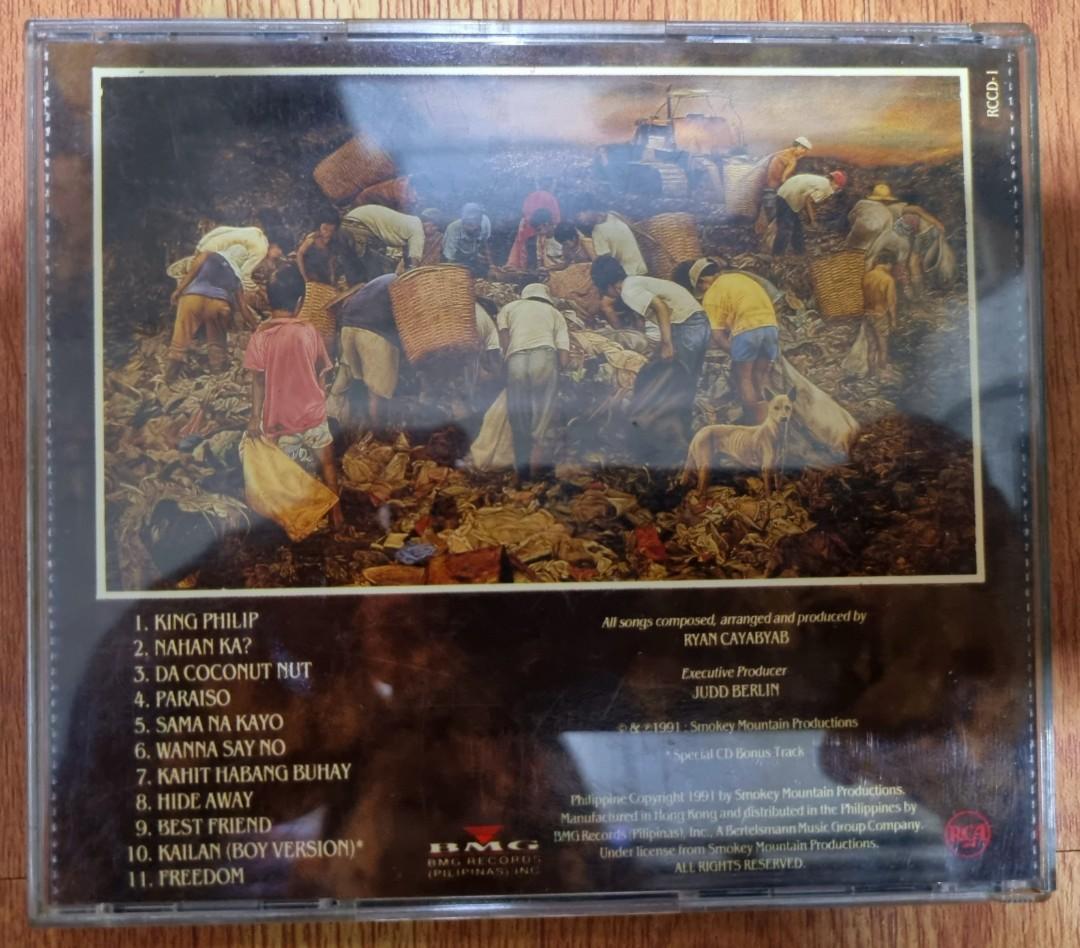 RCCD-1
1. KING PHILIP
2. NAHAN KA?
3. DA COCONUT NUT
4. PARAISO
5. SAMA NA KAYO
6. WANNA SAY NO
7. KAHIT HABANG BUHAY
8. HIDE AWAY
9. BEST FRIEND
10. KAILAN (BOY VERSION)*
11. FREEDOM
All songs composed, arranged and produced by
RYAN CAYABYAB
Executive Producer
JUDD BERLIN
© & ℗ 1991 · Smokey Mountain Productions
* Special CD Bonus Track
Philippine Copyright 1991 by Smokey Mountain Productions.
Manufactured in Hong Kong and distributed in the Philippines by
BMG Records (Pilipinas), Inc., A Bertelsmann Music Group Company.
Under license from Smokey Mountain Productions.
ALL RIGHTS RESERVED.
BMG
BMG RECORDS
(PILIPINAS) INC
RCA